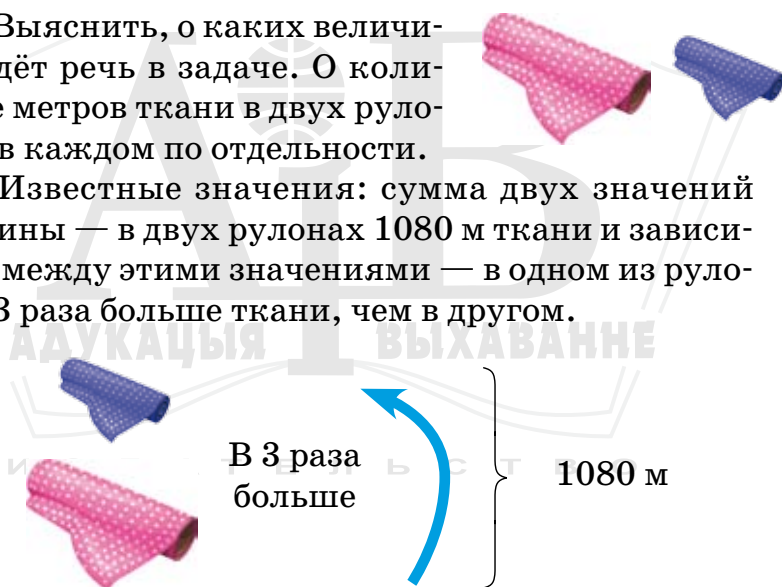 Выяснить, о каких величи-
дёт речь в задаче. О коли-
е метров ткани в двух руло-
в каждом по отдельности.
Известные значения: сумма двух значений
ины — в двух рулонах 1080 м ткани и зависи-
между этими значениями — в одном из руло-
3 раза больше ткани, чем в другом.
АДУКАЦЫЯ ВЫХАВАННЕ
В 3 раза
больше
1080 м